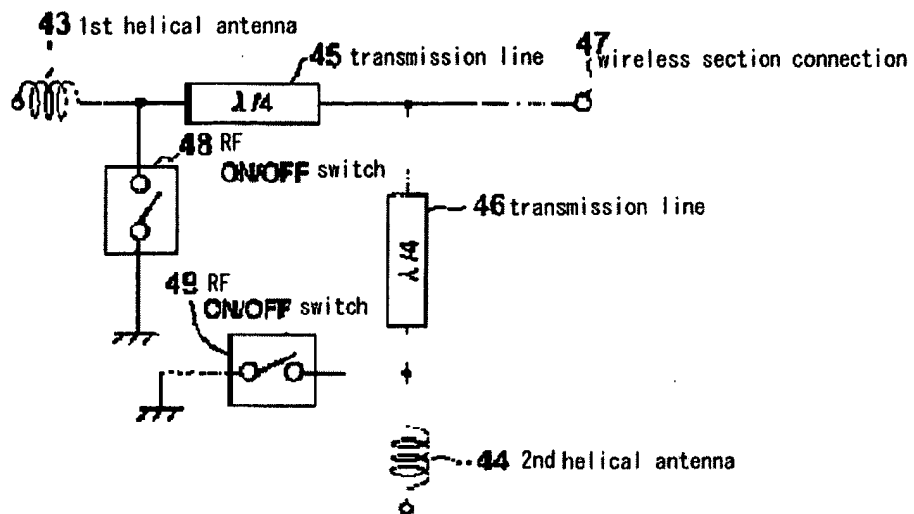 43 1st helical antenna
45 transmission line
47 wireless section connection
λ/4
48 RF
ON/OFF switch
46 transmission line
λ/4
49 RF
ON/OFF switch
44 2nd helical antenna